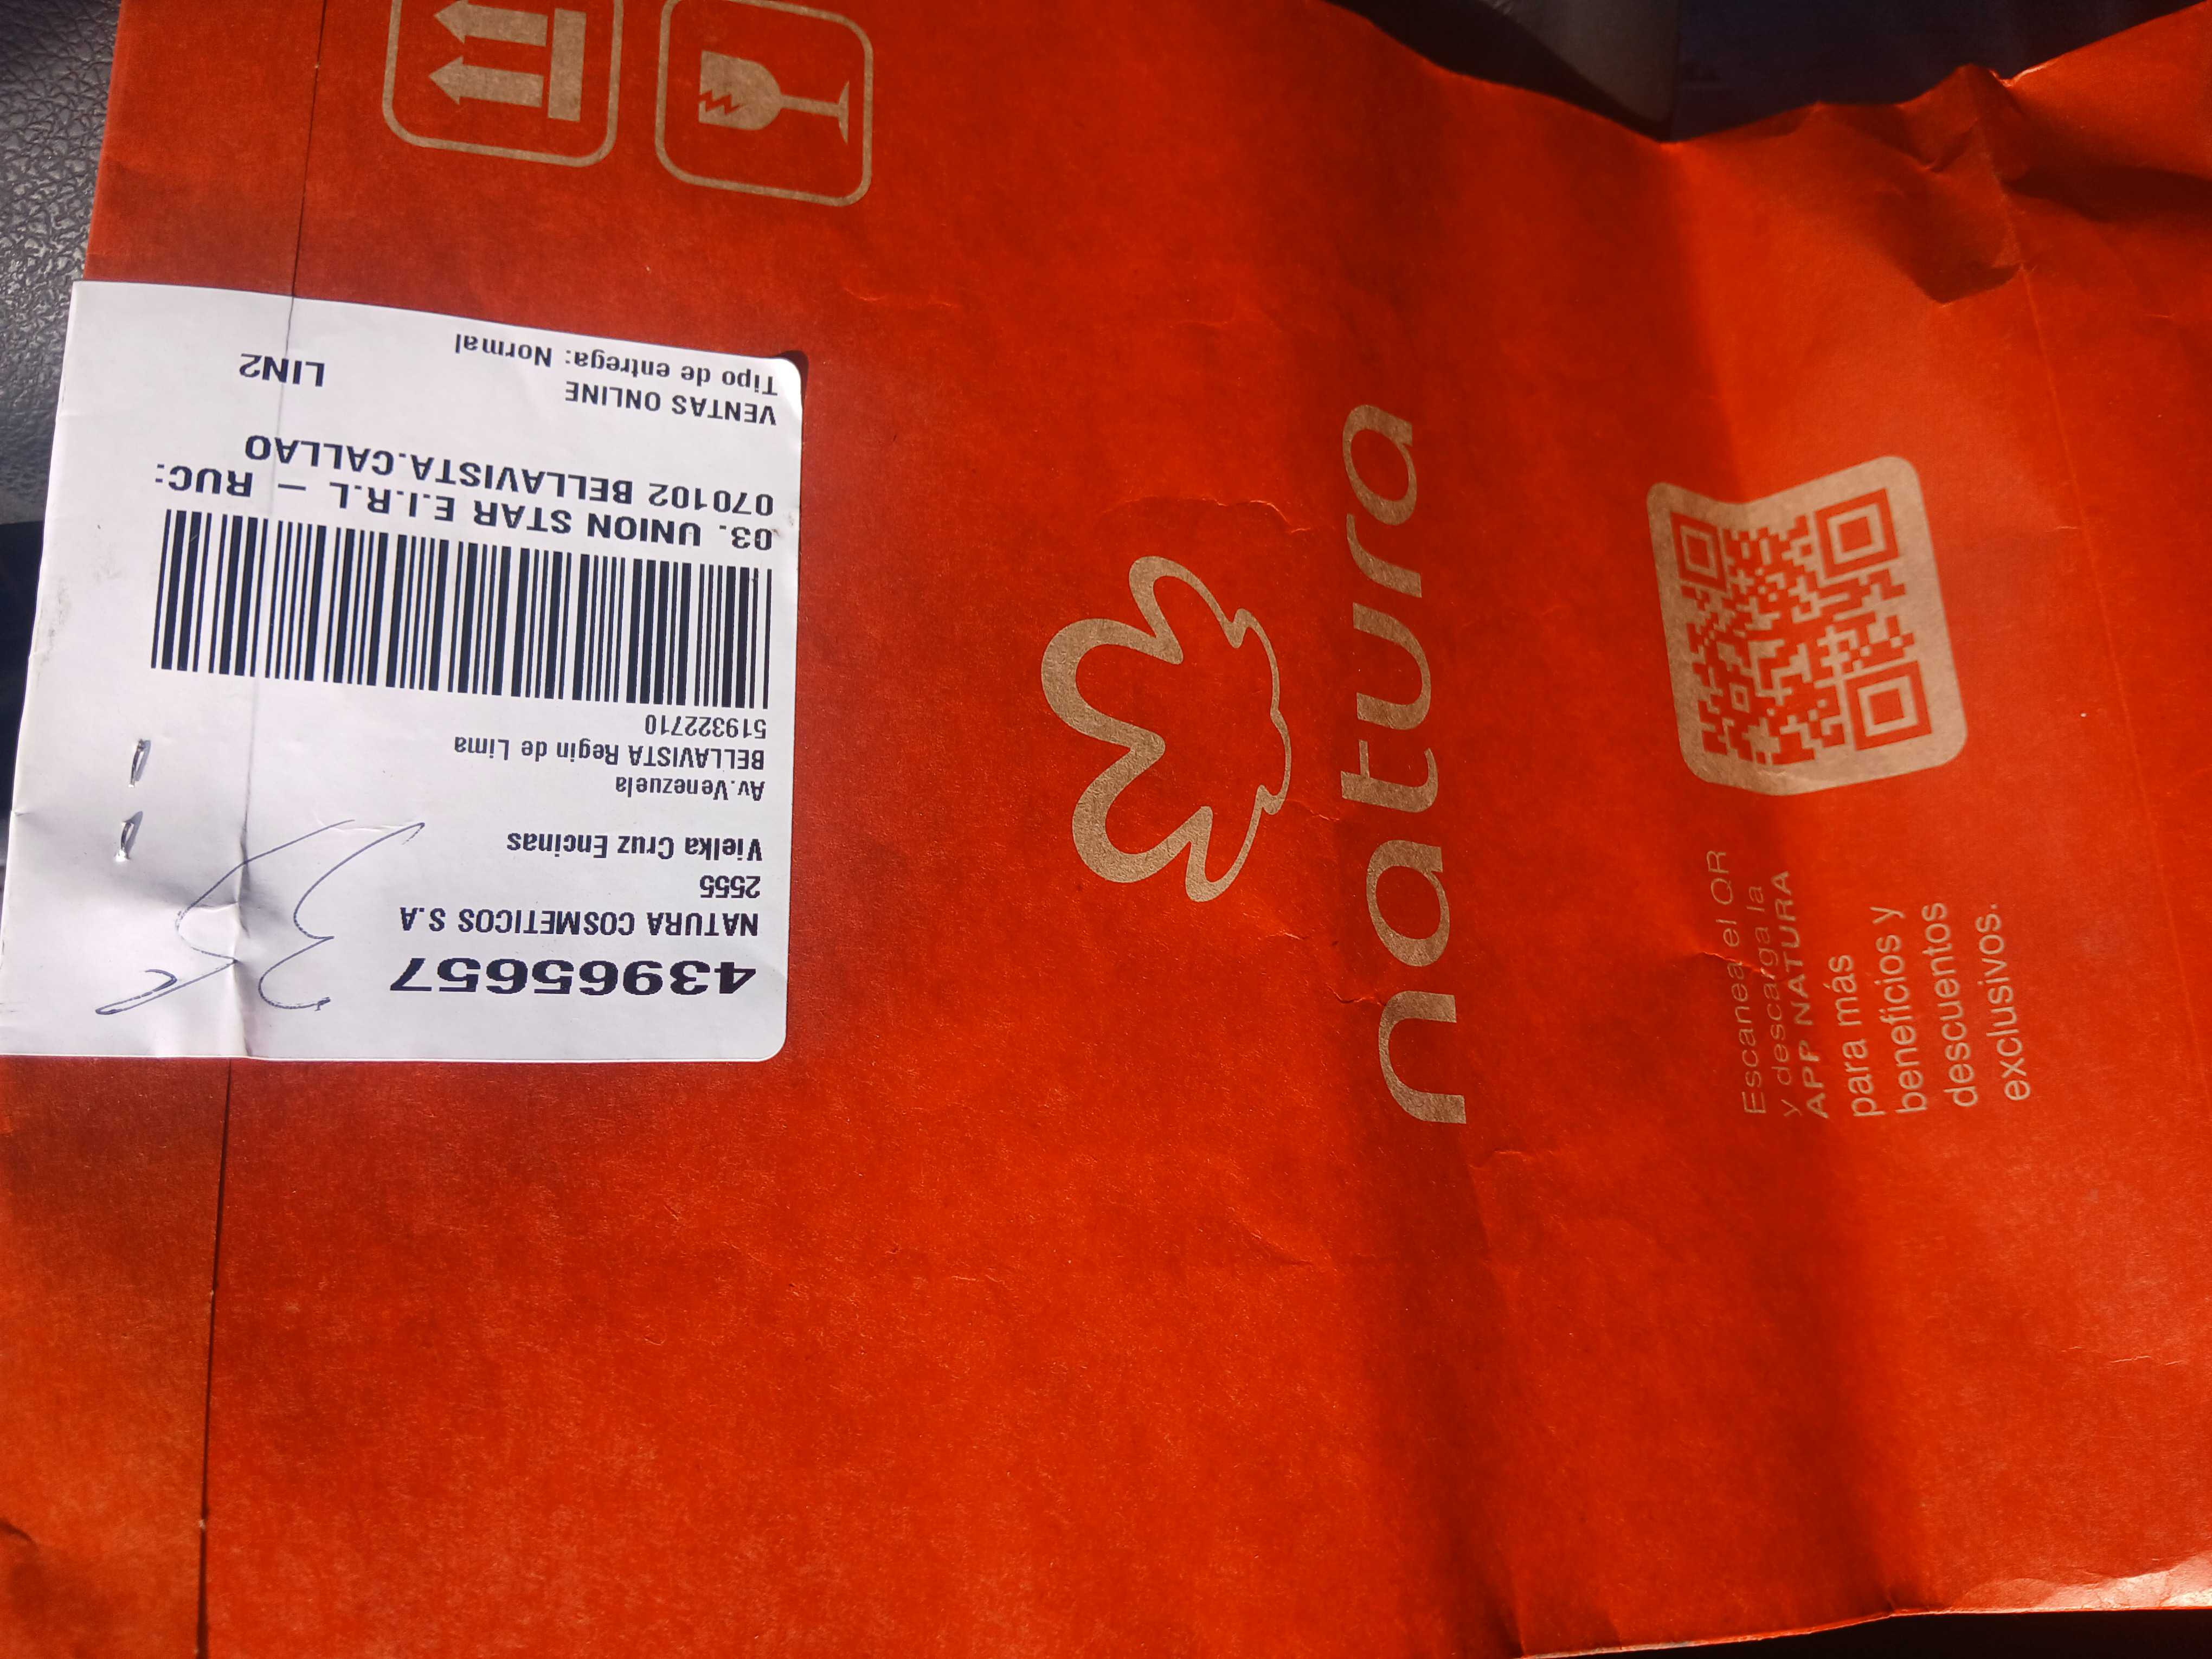 43965657
NATURA COSMETICOS S.A
2555
Vielka Cruz Encinas
Av.Venezuela
BELLAVISTA Regin de Lima
519322710
03. UNION STAR E.I.R.L - RUC:
070102 BELLAVISTA.CALLAO
VENTAS ONLINE
LIN2
Tipo de entrega: Normal
natura
Escanea el QR
y descarga la
APP NATURA
para más
beneficios y
descuentos
exclusivos.